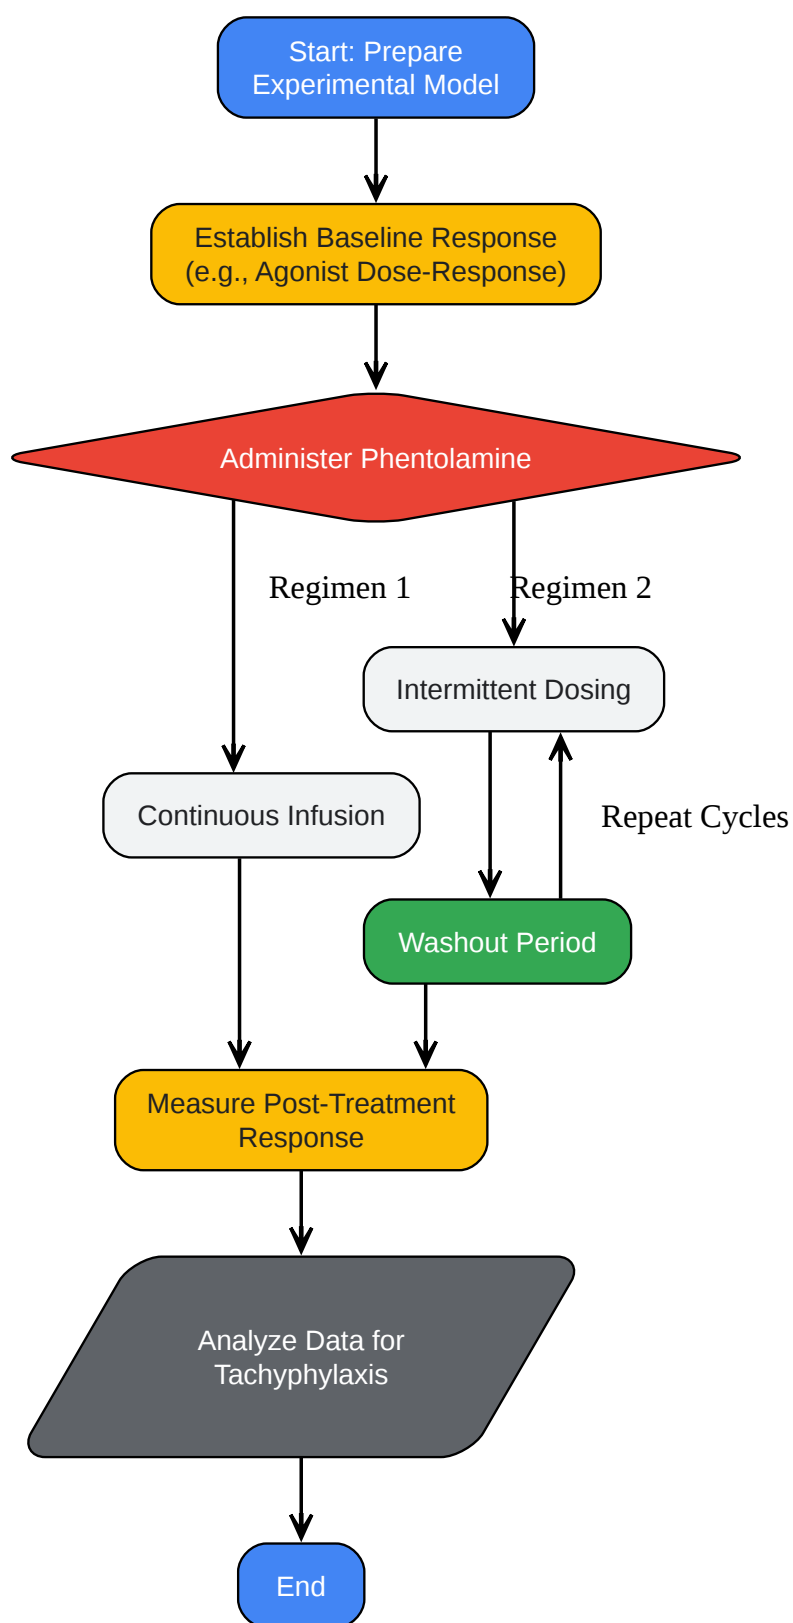 Start: Prepare
Experimental Model
Establish Baseline Response
(e.g., Agonist Dose-Response)
Administer Phentolamine
Regimen 1
Regimen 2
Intermittent Dosing
Continuous Infusion
Repeat Cycles
Washout Period
Measure Post-Treatment
Response
Analyze Data for
Tachyphylaxis
End